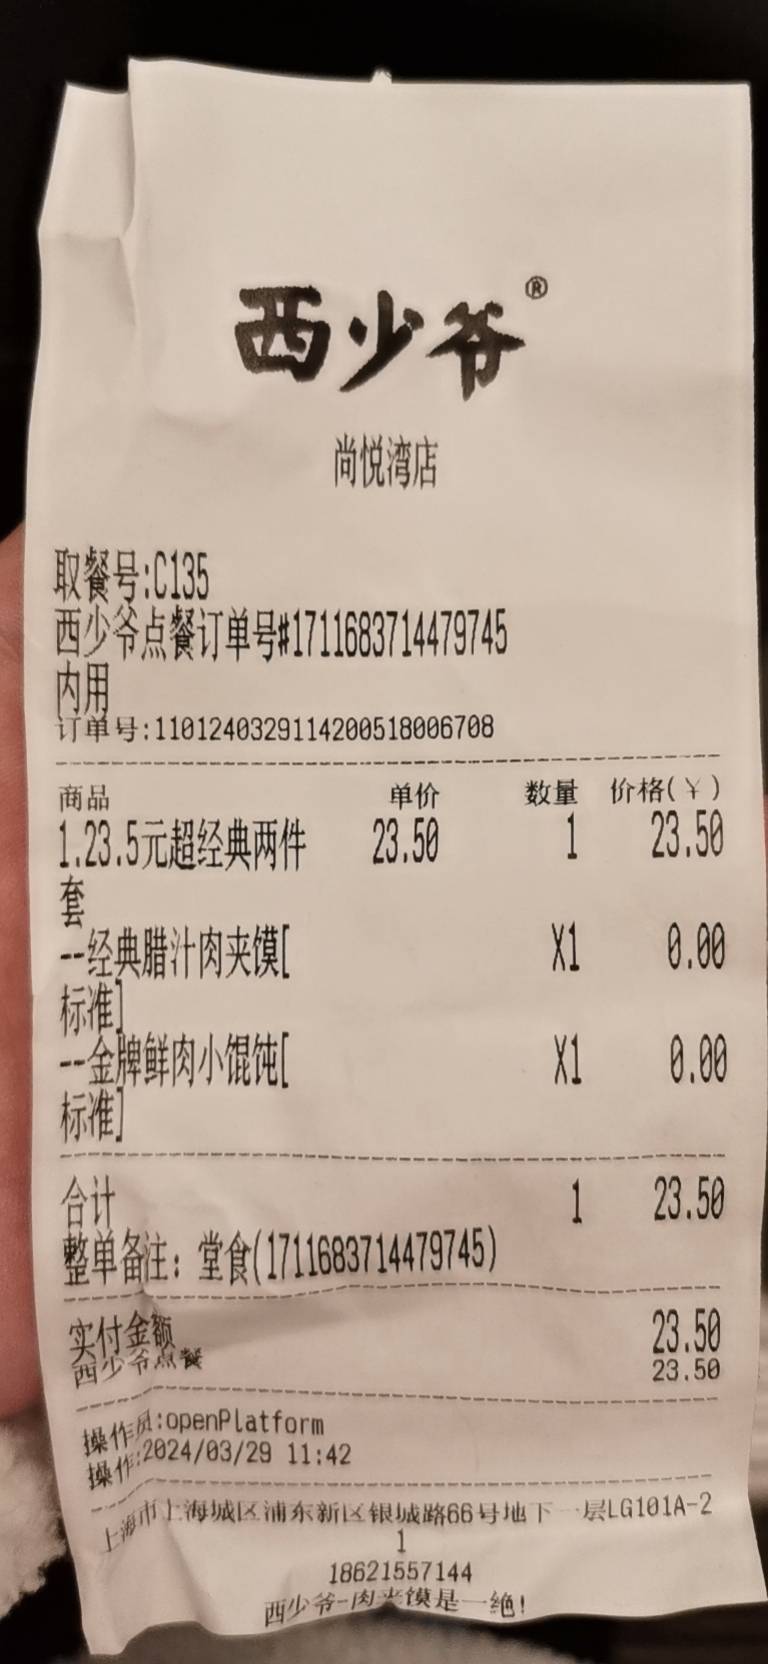 西少爷®
尚悦湾店
取餐号:C135
西少爷点餐订单号#1711683714479745
内用
订单号:11012403291142005180067​08
商品 单价 数量 价格(¥)
1.23.5元超经典两件 23.50 1 23.50
套
--经典腊汁肉夹馍[ X1 0.00
标准]
--金牌鲜肉小馄饨[ X1 0.00
标准]
合计 1 23.50
整单备注: 堂食(1711683714479745)
实付金额 23.50
西少爷点餐 23.50
操作员:openPlatform
操作:2024/03/29 11:42
上海市上海城区浦东新区银城路66号地下一层LG101A-2
1
18621557144
西少爷-肉夹馍是一绝!